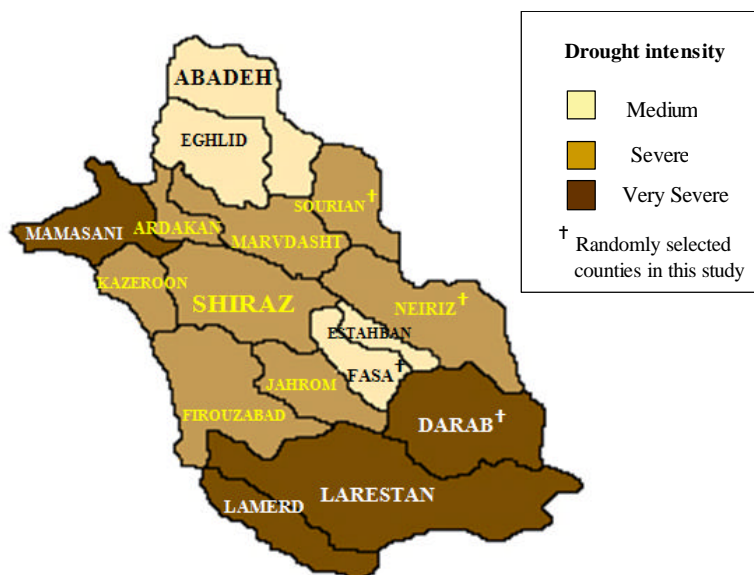 Drought intensity
Medium
Severe
Very Severe
† Randomly selected
counties in this study
ABADEH
EGHLID
SOURIAN†
ARDAKAN
MAMASANI
MARVDASHT
KAZEROON
SHIRAZ
NEIRIZ†
ESTAHBAN
FASA†
JAHROM
FIROUZABAD
DARAB†
LARESTAN
LAMERD